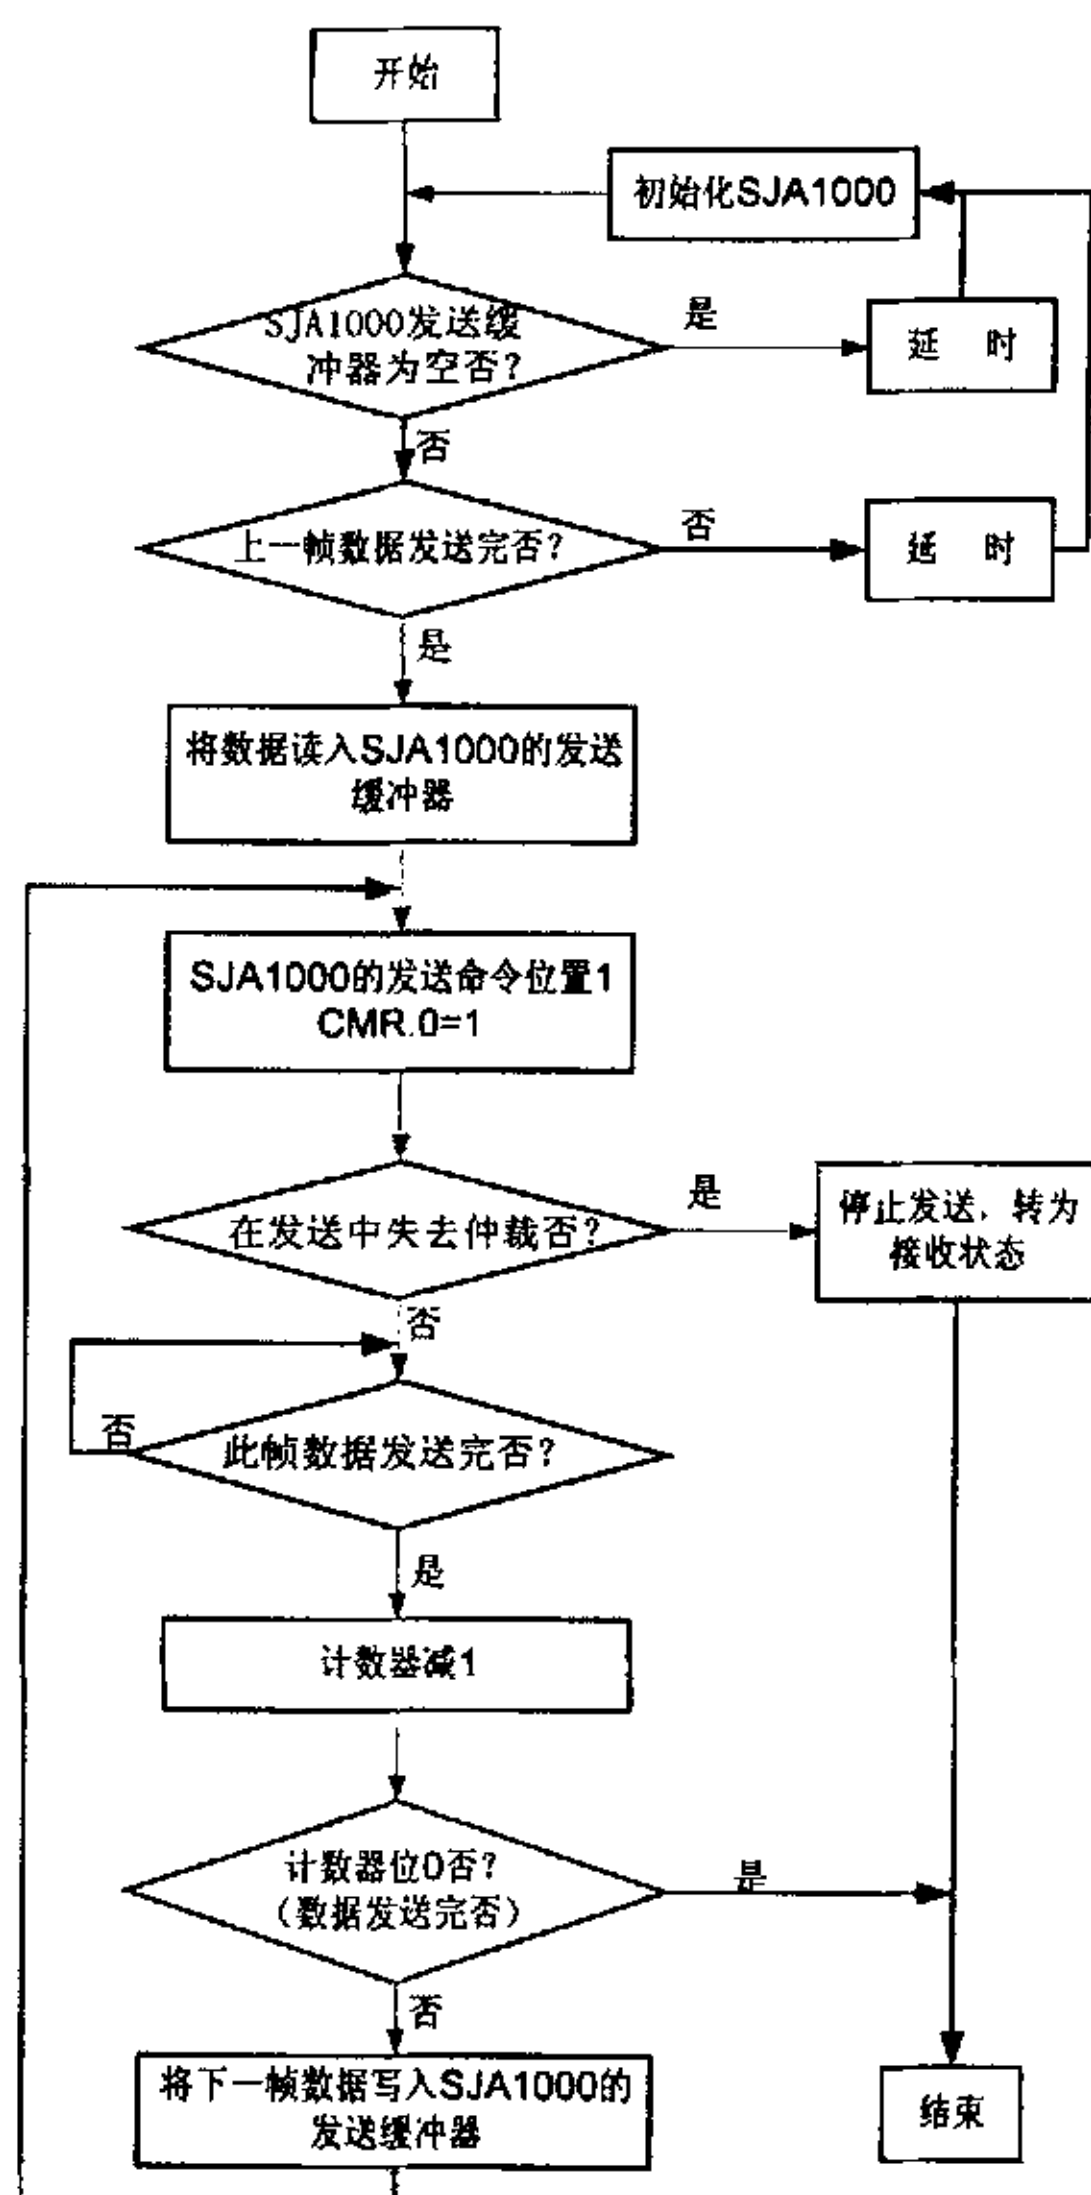 开始
初始化SJA1000
SJA1000发送缓
冲器为空否?
是
延 时
否
上一帧数据发送完否?
否
延 时
是
将数据读入SJA1000的发送
缓冲器
SJA1000的发送命令位置1
CMR.0=1
在发送中失去仲裁否?
是
停止发送，转为
接收状态
否
此帧数据发送完否?
否
是
计数器减1
计数器位0否?
（数据发送完否）
是
否
将下一帧数据写入SJA1000的
发送缓冲器
结束